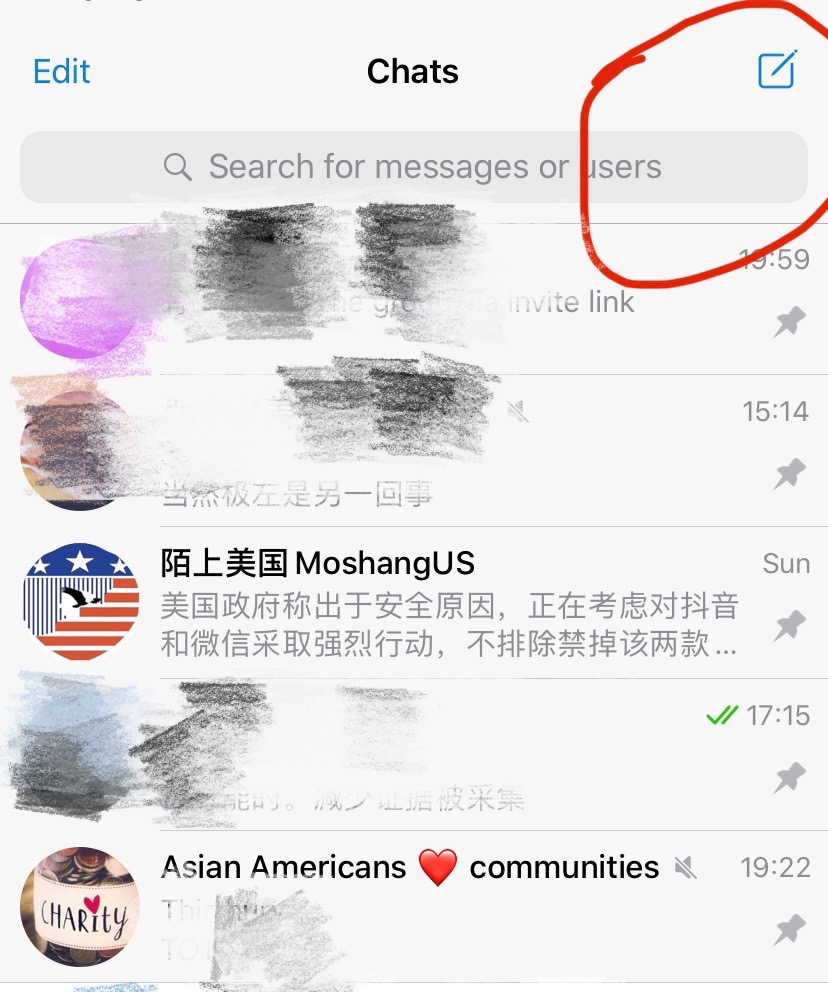 Edit
Chats
Search for messages or users
19:59
invite link
15:14
当然极左是另一回事
陌上美国 MoshangUS
Sun
美国政府称出于安全原因，正在考虑对抖音
和微信采取强烈行动，不排除禁掉该两款...
17:15
能的。减少证据被采集
CHARITY
Asian Americans ❤️ communities
19:22